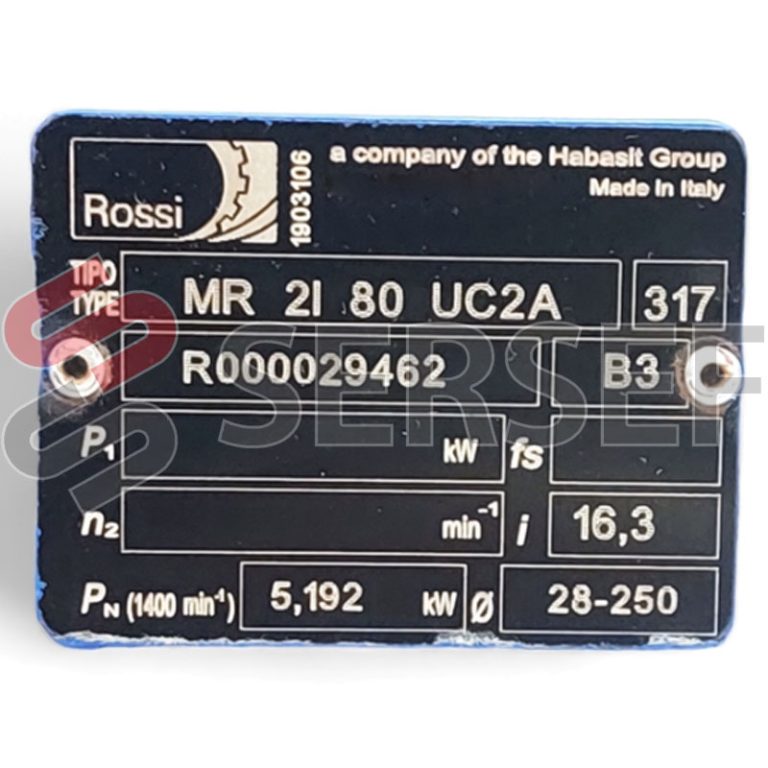 Rossi
1903106
a company of the Habasit Group
Made in Italy
TIPO
TYPE
MR 2I 80 UC2A
317
R000029462
B3
P1 kW fs
n2 min-1 i 16,3
PN (1400 min-1) 5,192 kW Ø 28-250
SERSEF